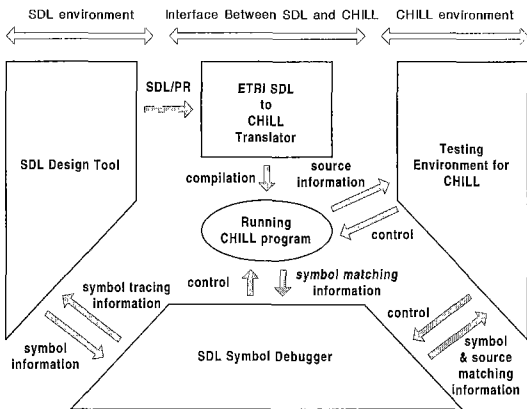 SDL environment
Interface Between SDL and CHILL
CHILL environment
SDL/PR
ETRI SDL
to
CHILL
Translator
SDL Design Tool
Testing
Environment for
CHILL
compilation
source
information
Running
CHILL program
control
symbol tracing
information
control
symbol matching
information
control
symbol
information
SDL Symbol Debugger
symbol
& source
matching
information